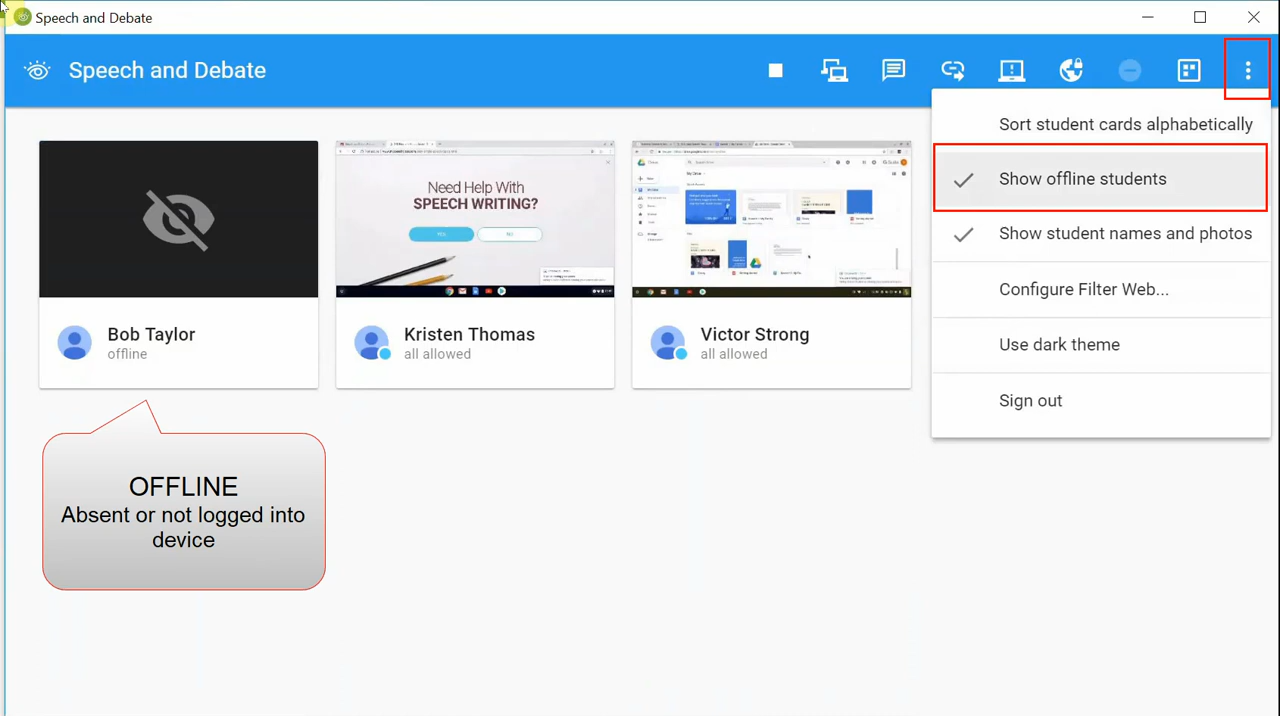 Speech and Debate
Speech and Debate
Sort student cards alphabetically
Show offline students
Show student names and photos
Configure Filter Web...
Use dark theme
Sign out
Need Help With
SPEECH WRITING?
YES
NO
Bob Taylor
offline
Kristen Thomas
all allowed
Victor Strong
all allowed
OFFLINE
Absent or not logged into
device